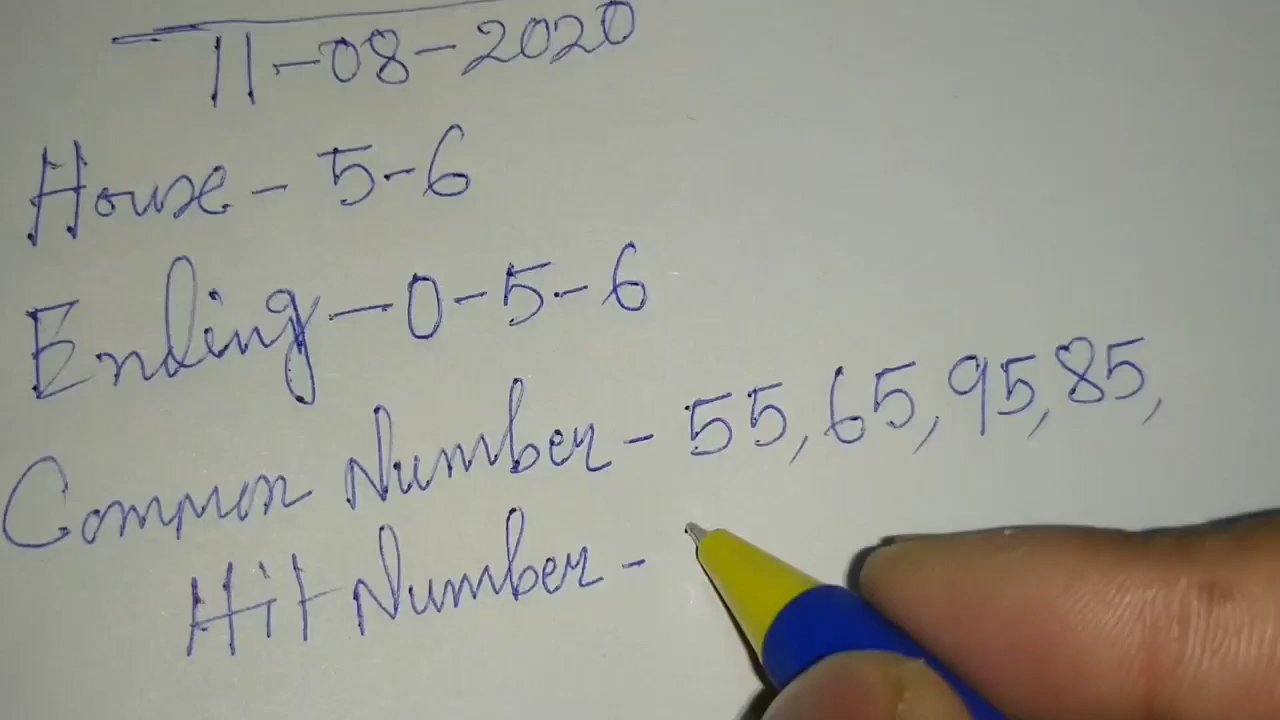 11-08-2020
House - 5-6
Ending - 0-5-6
Common Number - 55, 65, 95, 85,
Hit Number -